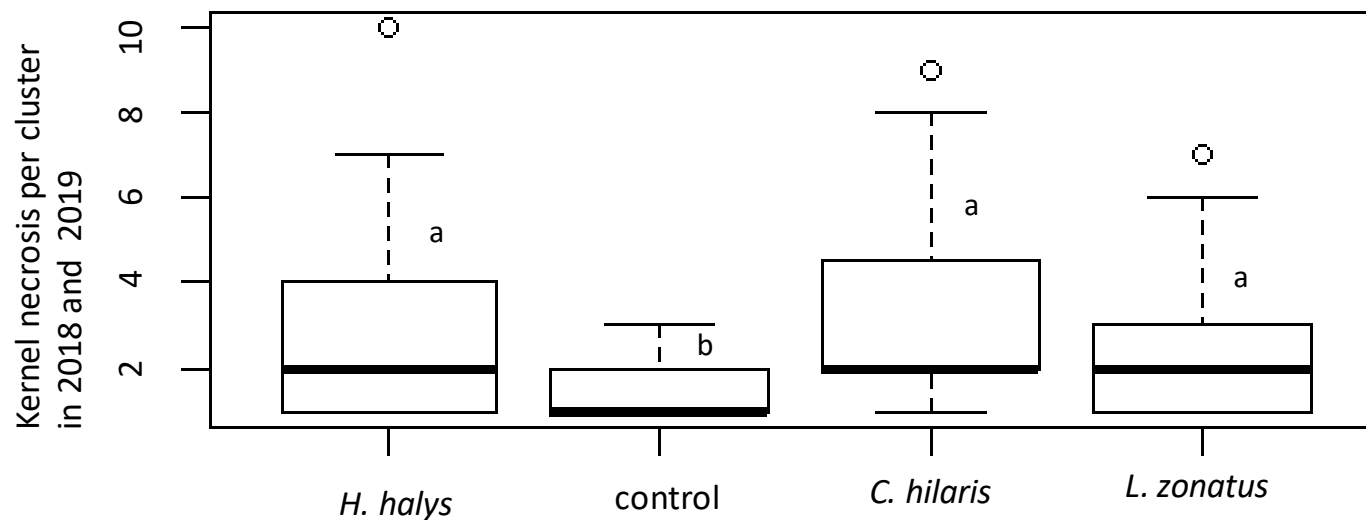 Kernel necrosis per cluster
in 2018 and 2019
10
8
6
4
2
a
b
a
a
H. halys
control
C. hilaris
L. zonatus